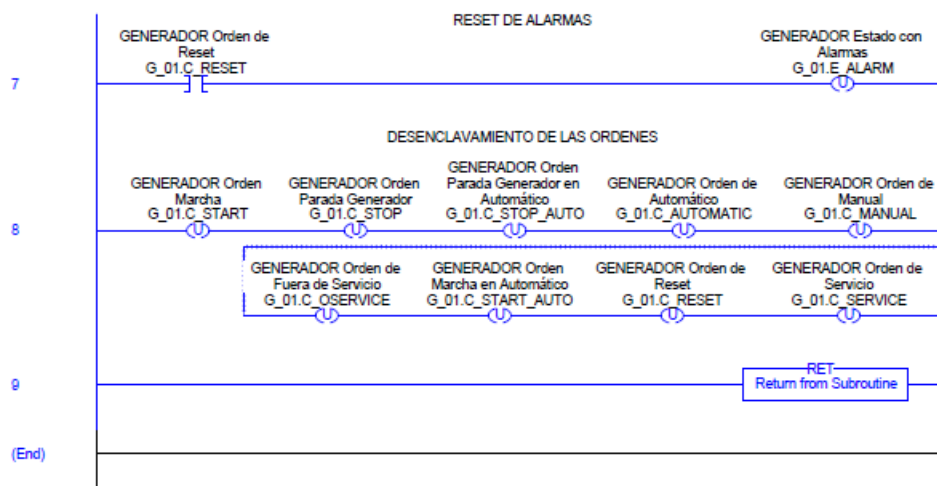 RESET DE ALARMAS
GENERADOR Orden de
Reset
G_01.C_RESET
GENERADOR Estado con
Alarmas
G_01.E_ALARM
7
U
DESENCLAVAMIENTO DE LAS ORDENES
GENERADOR Orden
Marcha
G_01.C_START
GENERADOR Orden
Parada Generador
G_01.C_STOP
GENERADOR Orden
Parada Generador en
Automático
G_01.C_STOP_AUTO
GENERADOR Orden de
Automático
G_01.C_AUTOMATIC
GENERADOR Orden de
Manual
G_01.C_MANUAL
8
U
U
U
U
U
GENERADOR Orden de
Fuera de Servicio
G_01.C_OSERVICE
GENERADOR Orden
Marcha en Automático
G_01.C_START_AUTO
GENERADOR Orden de
Reset
G_01.C_RESET
GENERADOR Orden de
Servicio
G_01.C_SERVICE
U
U
U
U
9
RET
Return from Subroutine
(End)